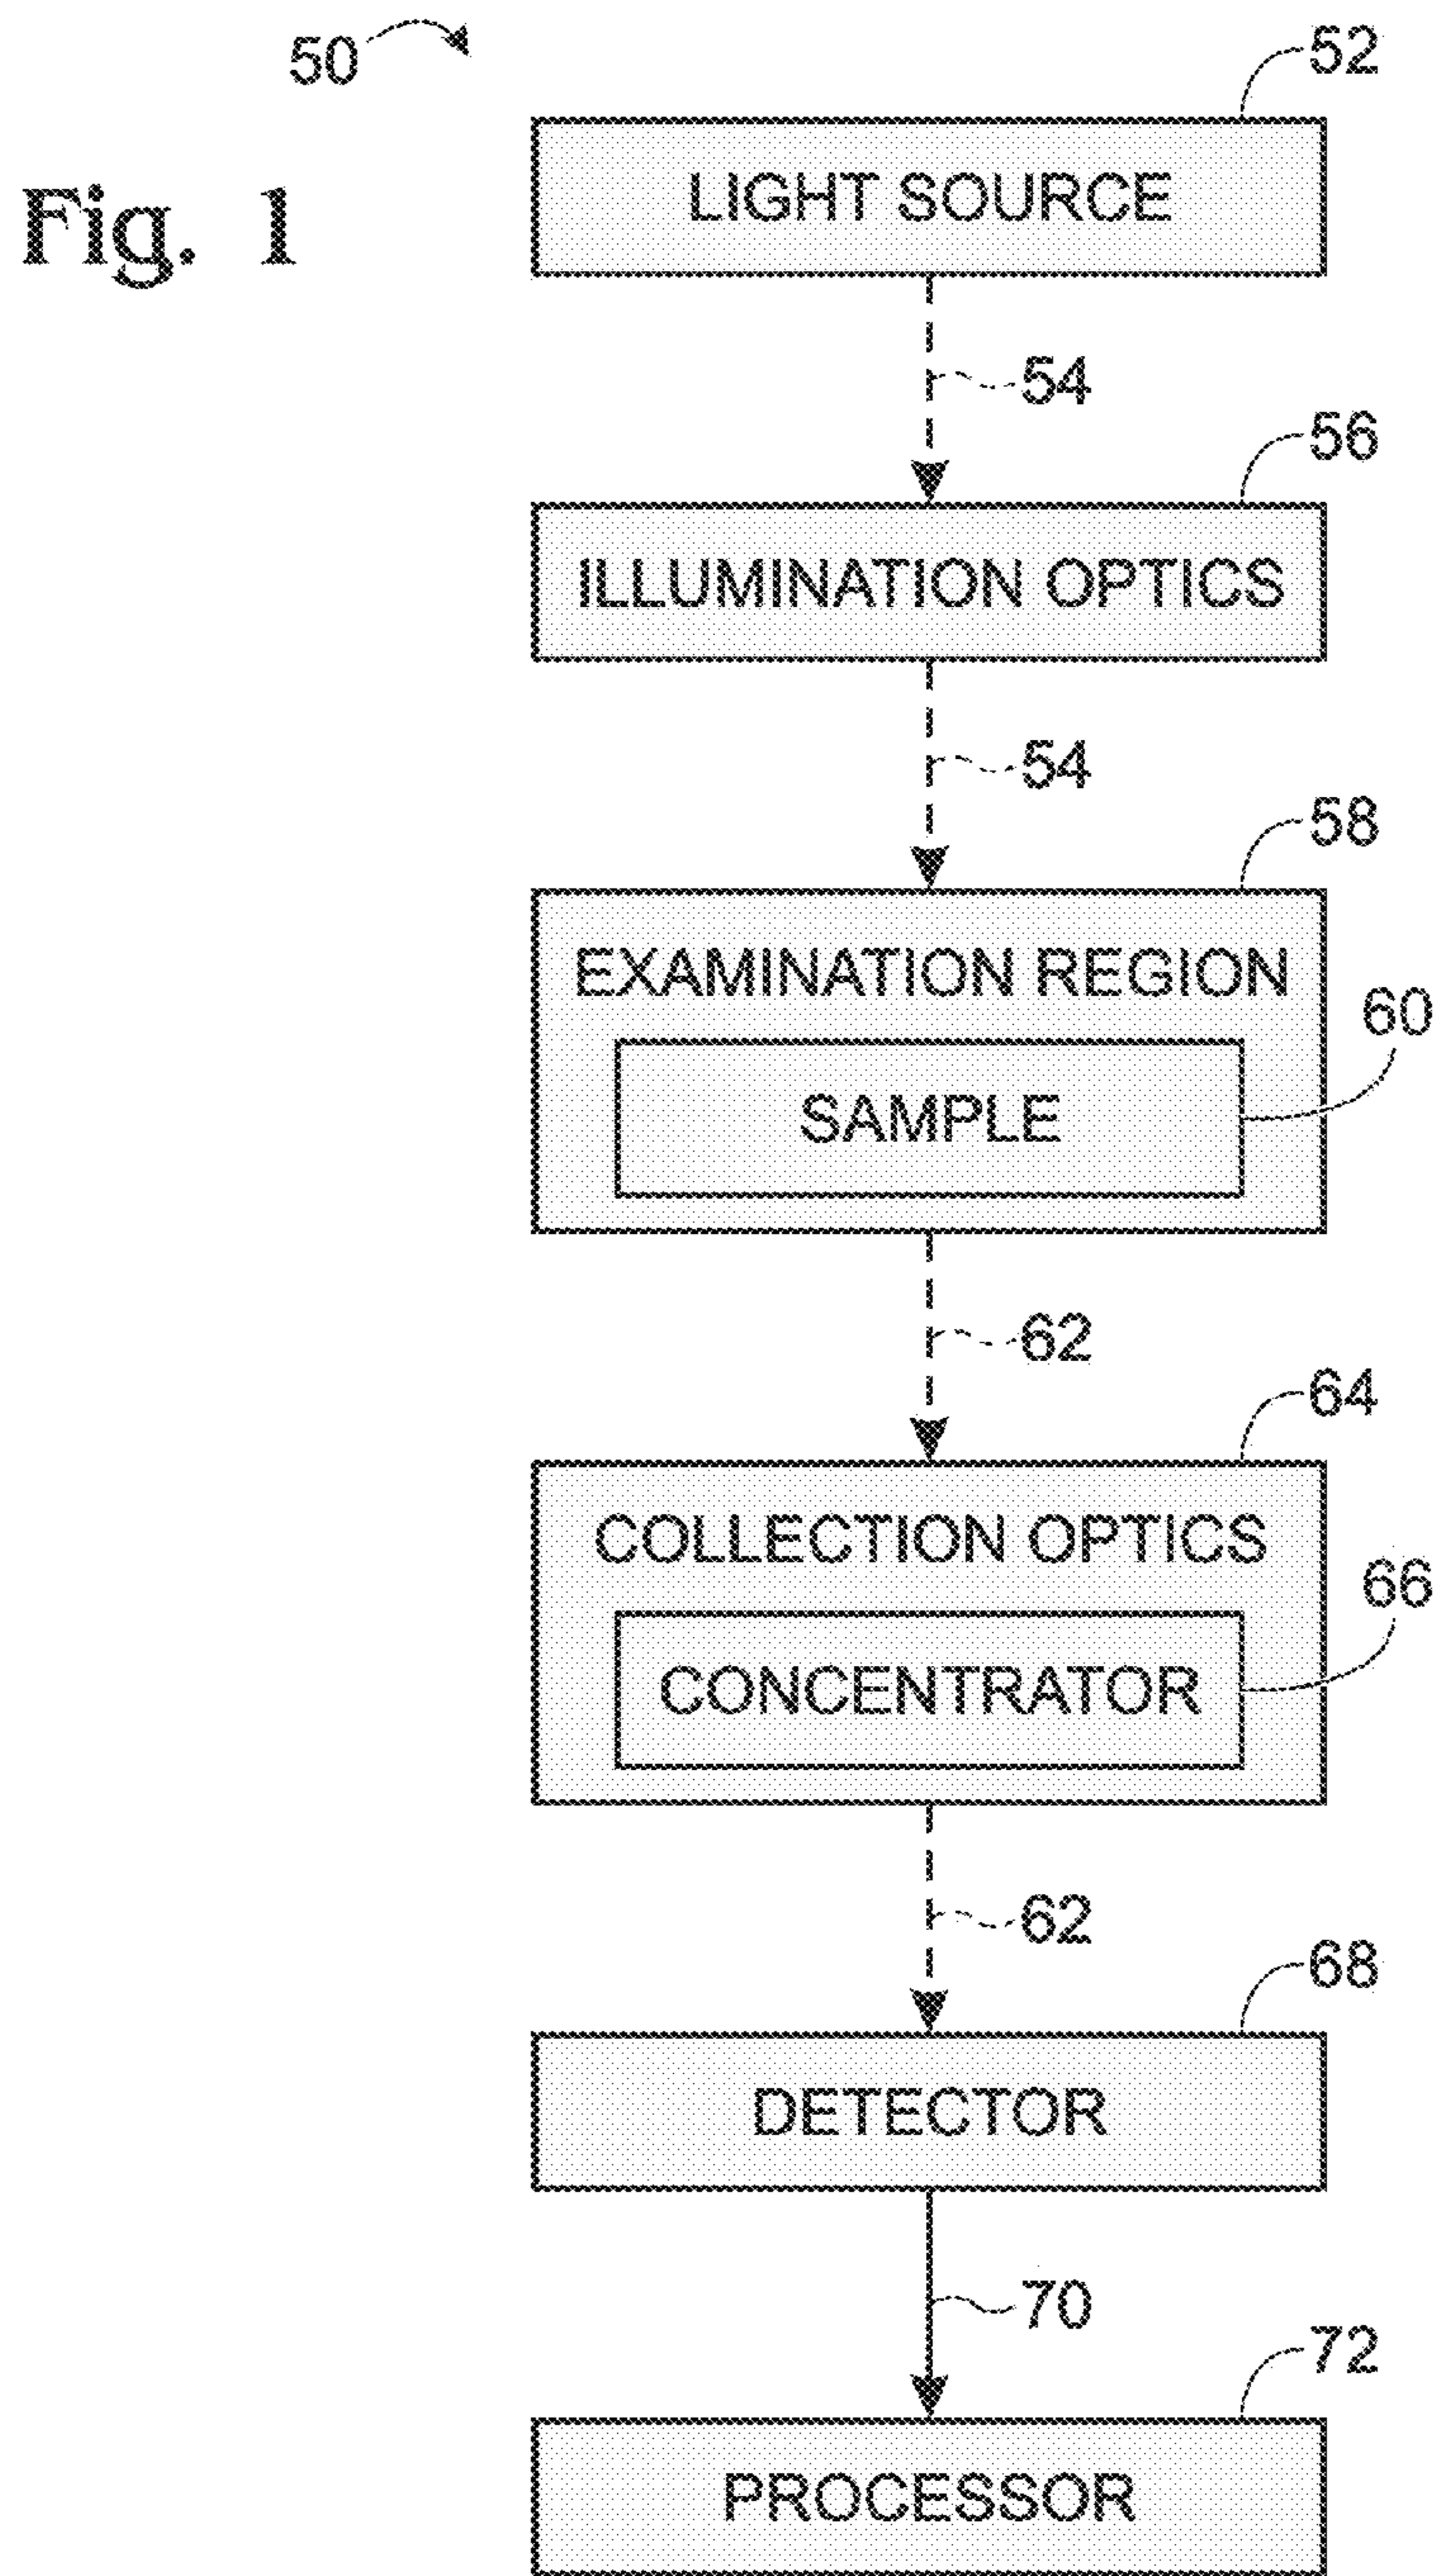 50
52
Fig. 1
LIGHT SOURCE
54
56
ILLUMINATION OPTICS
54
58
EXAMINATION REGION
60
SAMPLE
62
64
COLLECTION OPTICS
66
CONCENTRATOR
62
68
DETECTOR
70
72
PROCESSOR